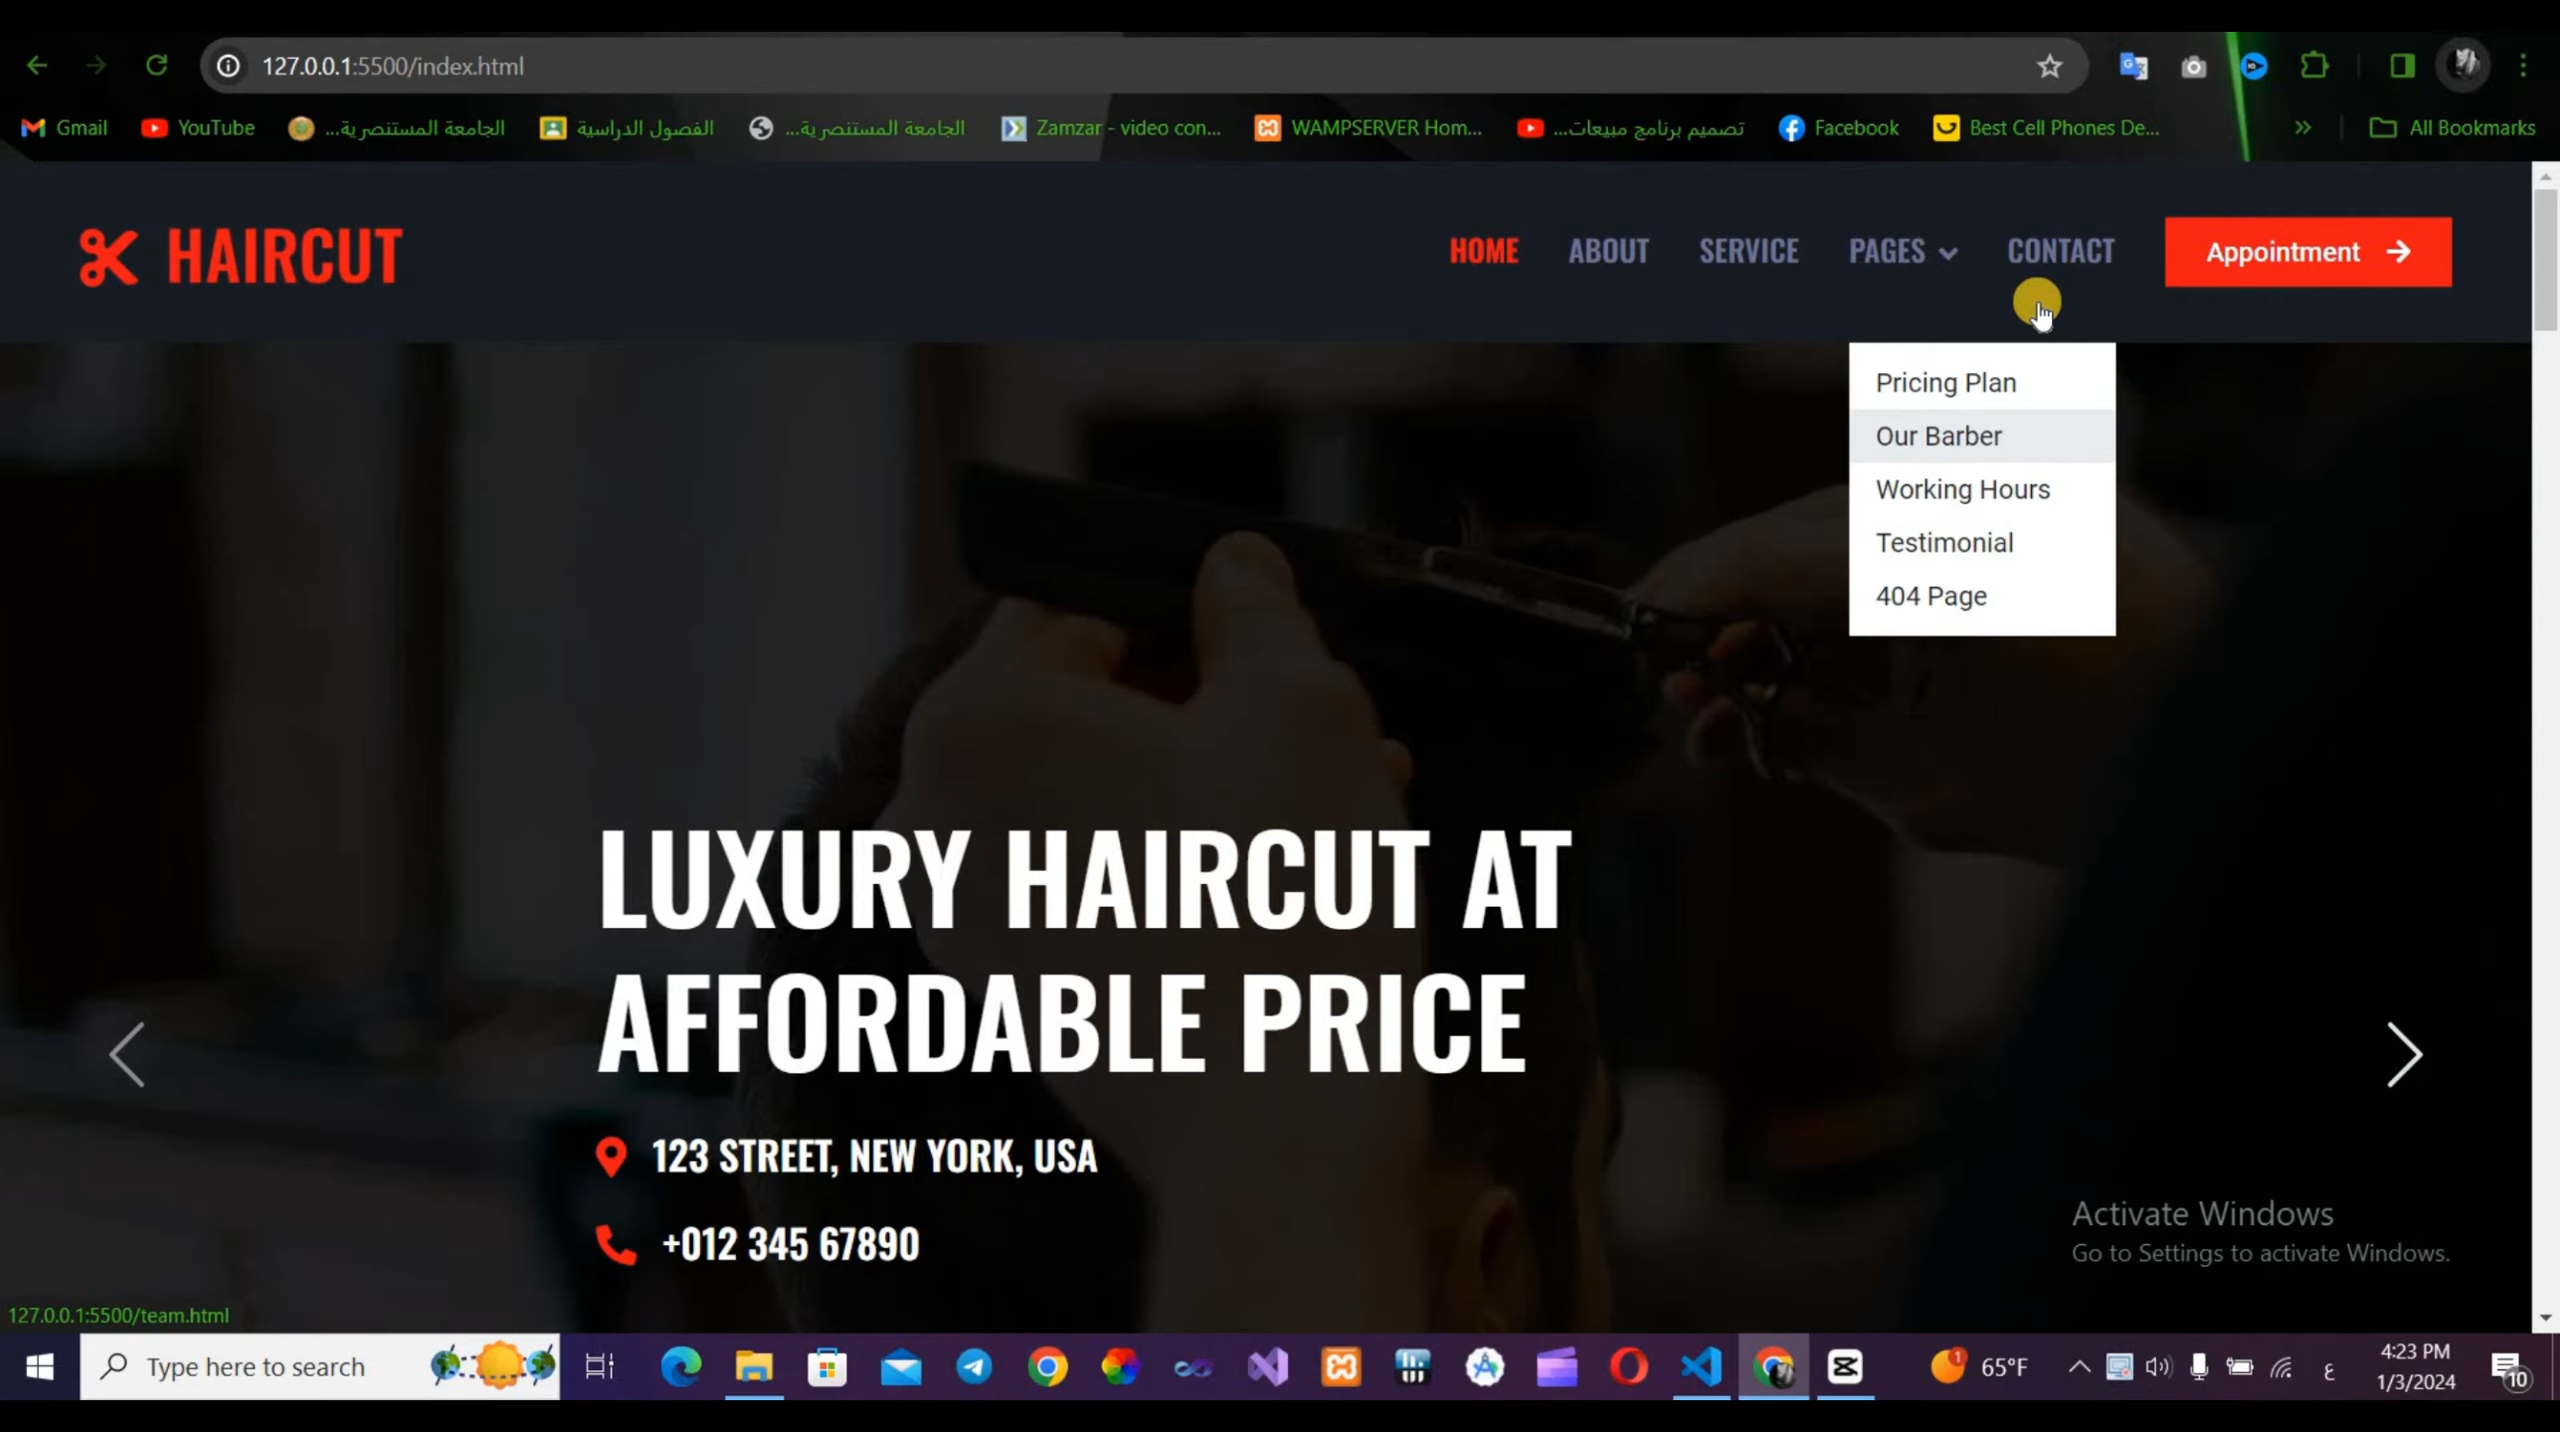 127.0.0.1:5500/index.html
Gmail
YouTube
الجامعة المستنصرية...
الفصول الدراسية
الجامعة المستنصرية...
Zamzar - video con...
WAMPSERVER Hom...
تصميم برنامج مبيعات...
Facebook
Best Cell Phones De...
All Bookmarks
HAIRCUT
HOME
ABOUT
SERVICE
PAGES
CONTACT
Appointment
Pricing Plan
Our Barber
Working Hours
Testimonial
404 Page
LUXURY HAIRCUT AT
AFFORDABLE PRICE
123 STREET, NEW YORK, USA
+012 345 67890
Activate Windows
Go to Settings to activate Windows.
127.0.0.1:5500/team.html
Type here to search
1
65°F
ع
4:23 PM
1/3/2024
10